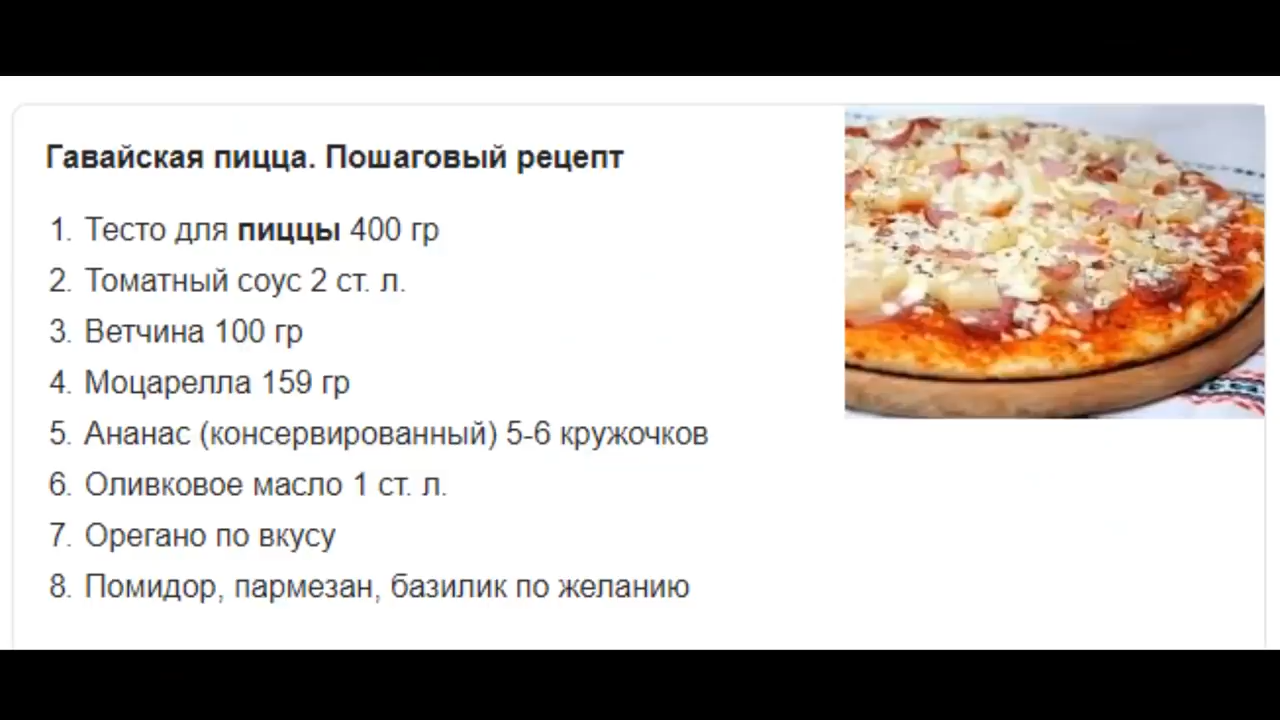 Гавайская пицца. Пошаговый рецепт
1. Тесто для пиццы 400 гр
2. Томатный соус 2 ст. л.
3. Ветчина 100 гр
4. Моцарелла 159 гр
5. Ананас (консервированный) 5-6 кружочков
6. Оливковое масло 1 ст. л.
7. Орегано по вкусу
8. Помидор, пармезан, базилик по желанию